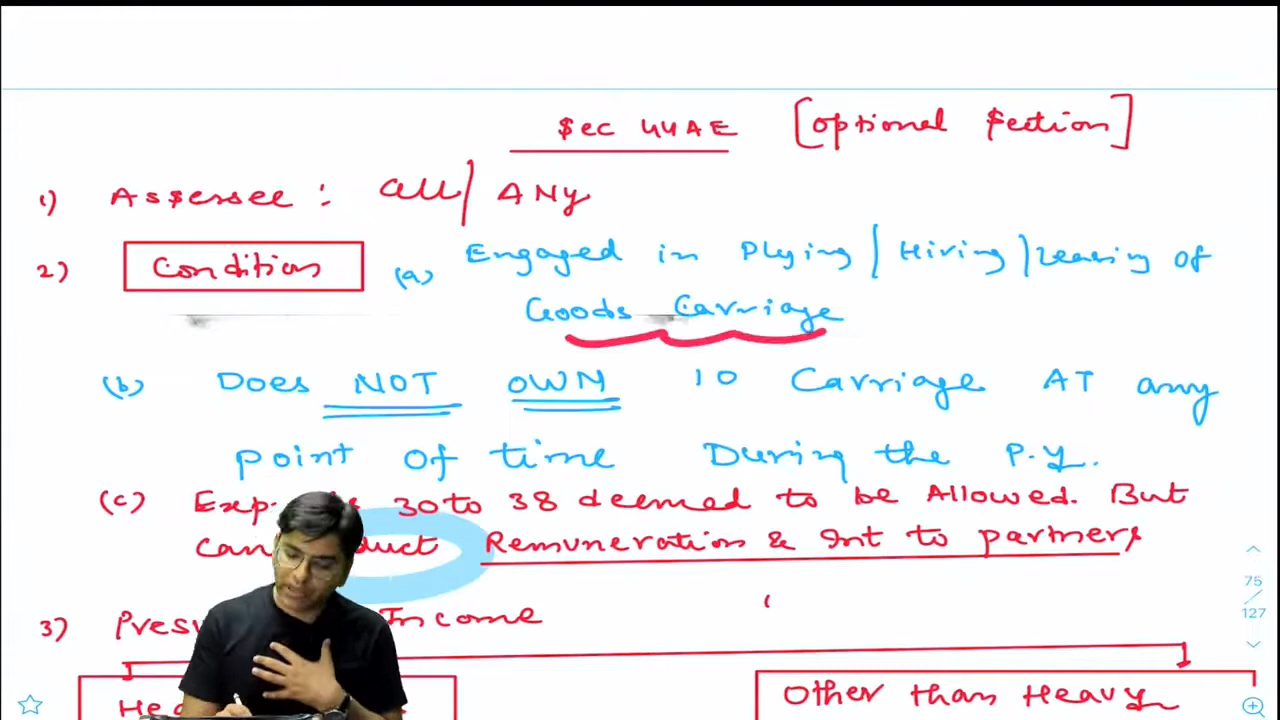 Sec 44AE [optional section]
1) Assessee : all/ ANy
2) Condition (a) Engaged in Plying/Hiring/Leasing of
Goods Carriage
(b) Does NOT OWN 10 Carriage AT any
point of time During the P.Y.
(c) Exp. 30 to 38 deemed to be Allowed. But
can Remuneration & Int to partners
75
127
3) Income
Other than Heavy